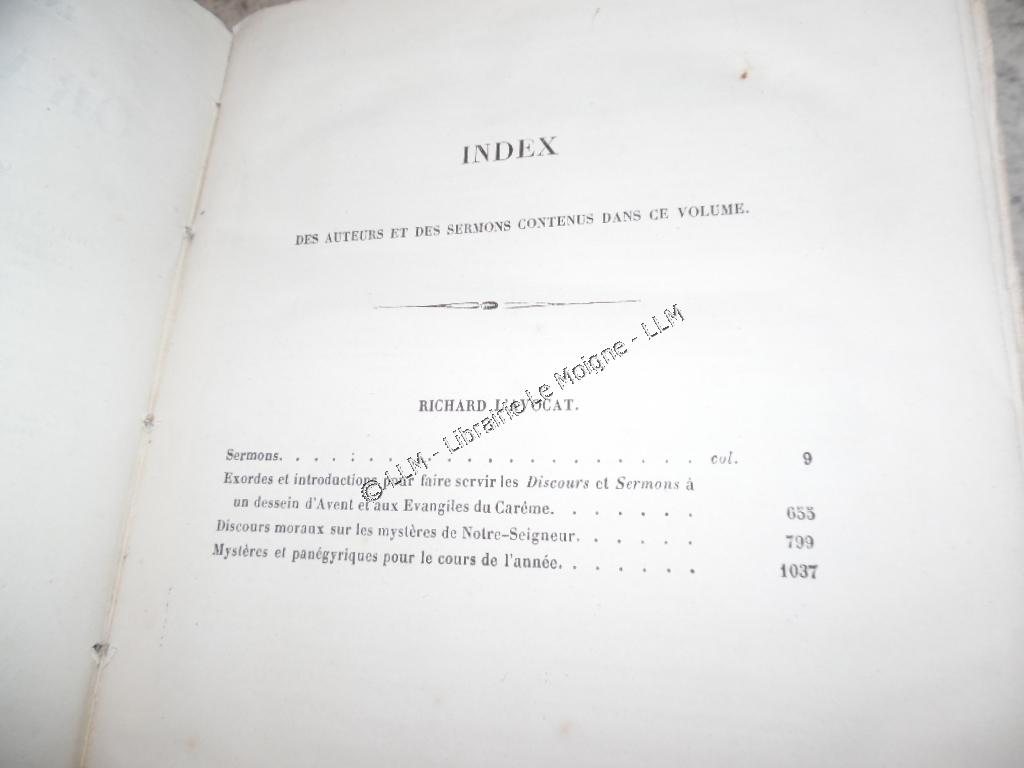 INDEX
DES AUTEURS ET DES SERMONS CONTENUS DANS CE VOLUME.
© LLM - Librairie Le Moigne - LLM
RICHARD L'AVOCAT.
Sermons. . . . : . . . . . . . . . . . . . . . col. 9
Exordes et introductions pour faire servir les Discours et Sermons à
un dessein d'Avent et aux Evangiles du Carême. . . . . . . 655
Discours moraux sur les mystères de Notre-Seigneur. . . . . . 799
Mystères et panégyriques pour le cours de l'année. . . . . . . 1037